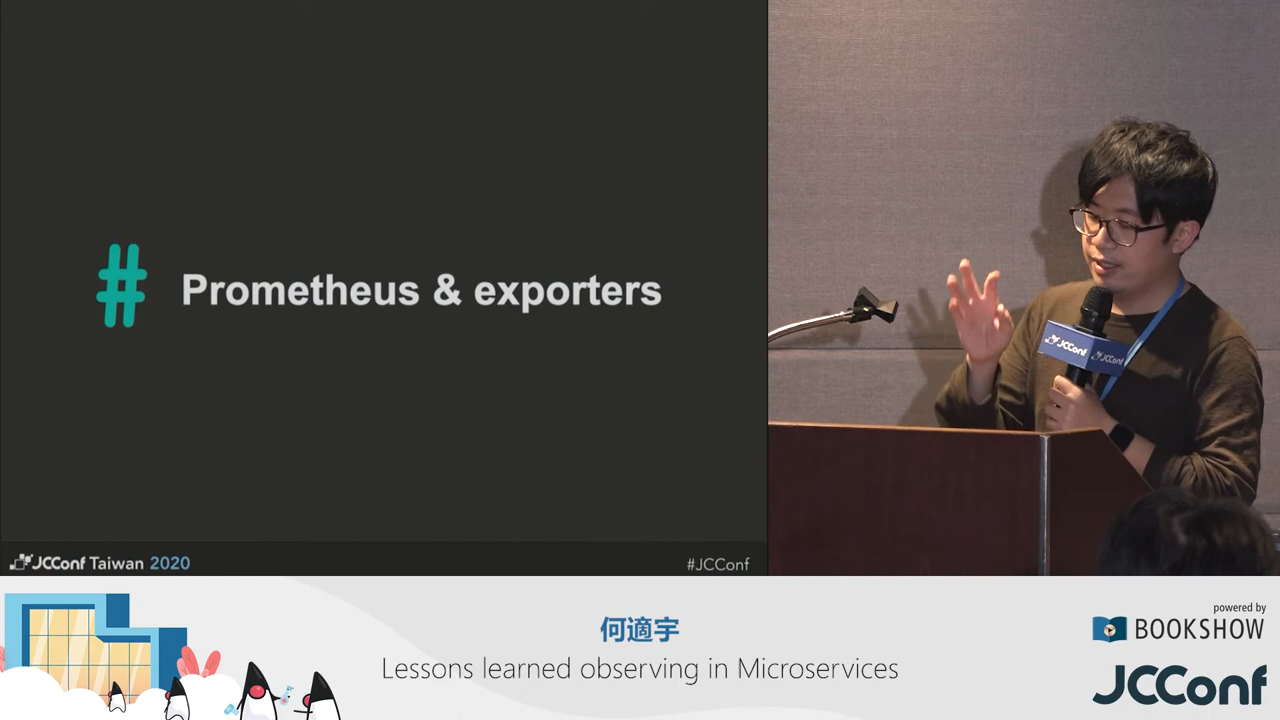 # Prometheus & exporters
JCConf
JCConf
JCConf Taiwan 2020
#JCConf
何適宇
Lessons learned observing in Microservices
powered by
BOOKSHOW
JCConf